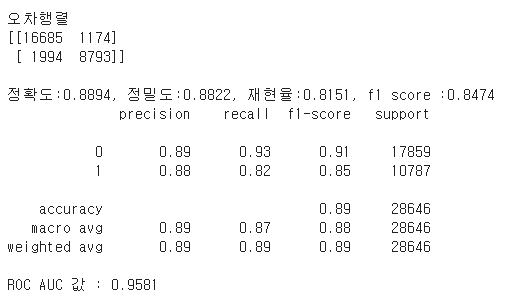 오차행렬
[[16685  1174]
 [ 1994  8793]]
정확도:0.8894, 정밀도:0.8822, 재현율:0.8151, f1 score :0.8474
precision recall f1-score support
0 0.89 0.93 0.91 17859
1 0.88 0.82 0.85 10787
accuracy 0.89 28646
macro avg 0.89 0.87 0.88 28646
weighted avg 0.89 0.89 0.89 28646
ROC AUC 값 : 0.9581